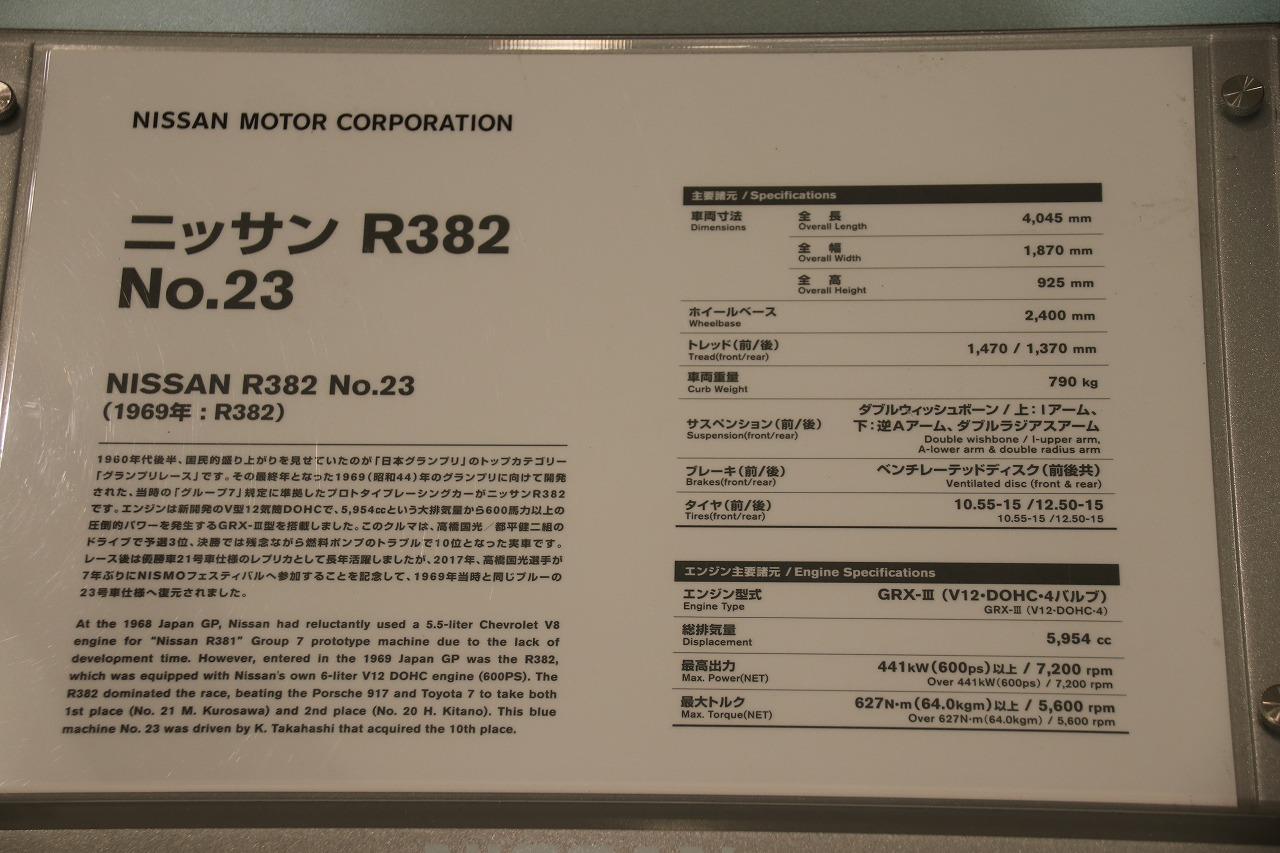 NISSAN MOTOR CORPORATION
ニッサン R382
No.23
NISSAN R382 No.23
（1969年：R382）
1960年代後半、国民的盛り上がりを見せていたのが「日本グランプリ」のトップカテゴリー
「グランプリレース」です。その最終年となった1969（昭和44）年のグランプリに向けて開発
された、当時の「グループ7」規定に準拠したプロトタイプレーシングカーがニッサンR382
です。エンジンは新開発のV型12気筒DOHCで、5,954ccという大排気量から600馬力以上の
圧倒的パワーを発生するGRX-Ⅲ型を搭載しました。このクルマは、高橋国光／都平健二組の
ドライブで予選3位、決勝では残念ながら燃料ポンプのトラブルで10位となった実車です。
レース後は優勝車21号車仕様のレプリカとして長年活躍しましたが、2017年、高橋国光選手が
7年ぶりにNISMOフェスティバルへ参加することを記念して、1969年当時と同じブルーの
23号車仕様へ復元されました。
At the 1968 Japan GP, Nissan had reluctantly used a 5.5-liter Chevrolet V8
engine for "Nissan R381" Group 7 prototype machine due to the lack of
development time. However, entered in the 1969 Japan GP was the R382,
which was equipped with Nissan's own 6-liter V12 DOHC engine (600PS). The
R382 dominated the race, beating the Porsche 917 and Toyota 7 to take both
1st place (No. 21 M. Kurosawa) and 2nd place (No. 20 H. Kitano). This blue
machine No. 23 was driven by K. Takahashi that acquired the 10th place.
主要諸元 / Specifications
車両寸法 全 長 4,045 mm
Dimensions Overall Length
全 幅 1,870 mm
Overall Width
全 高 925 mm
Overall Height
ホイールベース 2,400 mm
Wheelbase
トレッド（前/後） 1,470 / 1,370 mm
Tread(front/rear)
車両重量 790 kg
Curb Weight
サスペンション（前/後） ダブルウィッシュボーン / 上：Iアーム、
Suspension(front/rear) 下：逆Aアーム、ダブルラジアスアーム
Double wishbone / I-upper arm,
A-lower arm & double radius arm
ブレーキ（前/後） ベンチレーテッドディスク（前後共）
Brakes(front/rear) Ventilated disc (front & rear)
タイヤ（前/後） 10.55-15 /12.50-15
Tires(front/rear) 10.55-15 /12.50-15
エンジン主要諸元 / Engine Specifications
エンジン型式 GRX-Ⅲ（V12・DOHC・4バルブ）
Engine Type GRX-Ⅲ (V12・DOHC・4)
総排気量 5,954 cc
Displacement
最高出力 441kW（600ps）以上 / 7,200 rpm
Max. Power(NET) Over 441kW(600ps) / 7,200 rpm
最大トルク 627N・m（64.0kgm）以上 / 5,600 rpm
Max. Torque(NET) Over 627N・m(64.0kgm) / 5,600 rpm